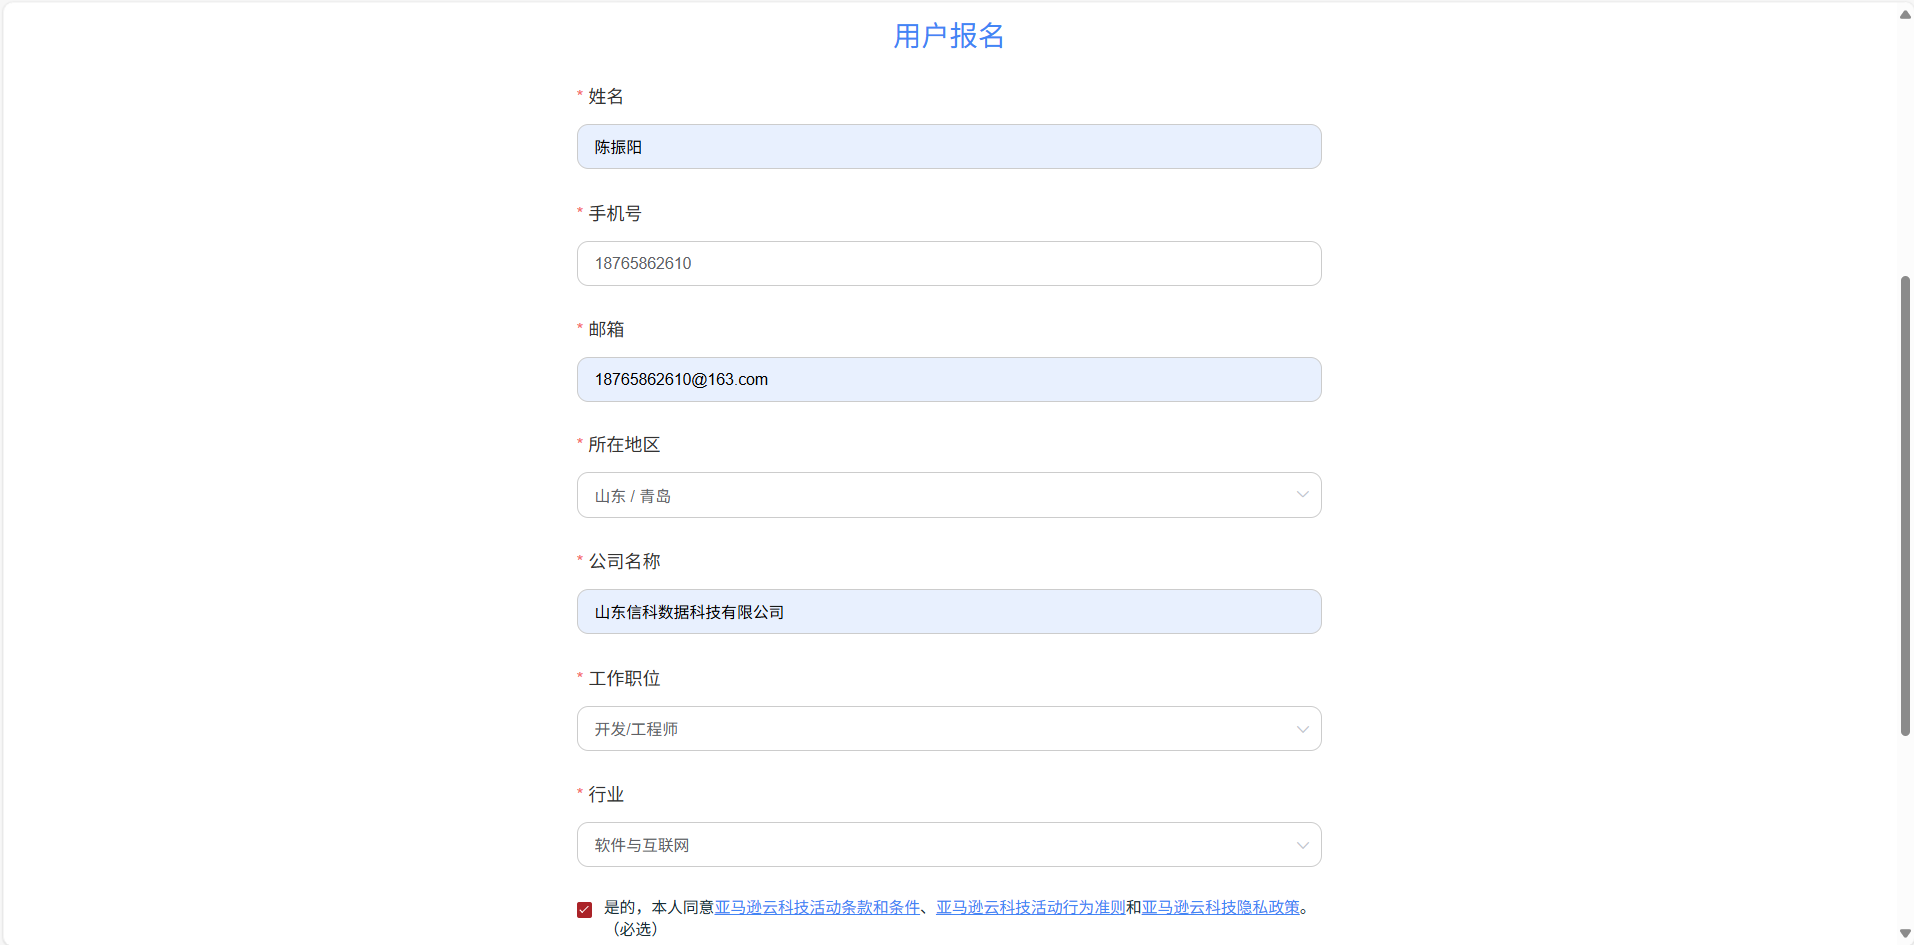 用户报名
* 姓名
陈振阳
* 手机号
18765862610
* 邮箱
18765862610@163.com
* 所在地区
山东 / 青岛
* 公司名称
山东信科数据科技有限公司
* 工作职位
开发/工程师
* 行业
软件与互联网
是的，本人同意亚马逊云科技活动条款和条件、亚马逊云科技活动行为准则和亚马逊云科技隐私政策。
（必选）